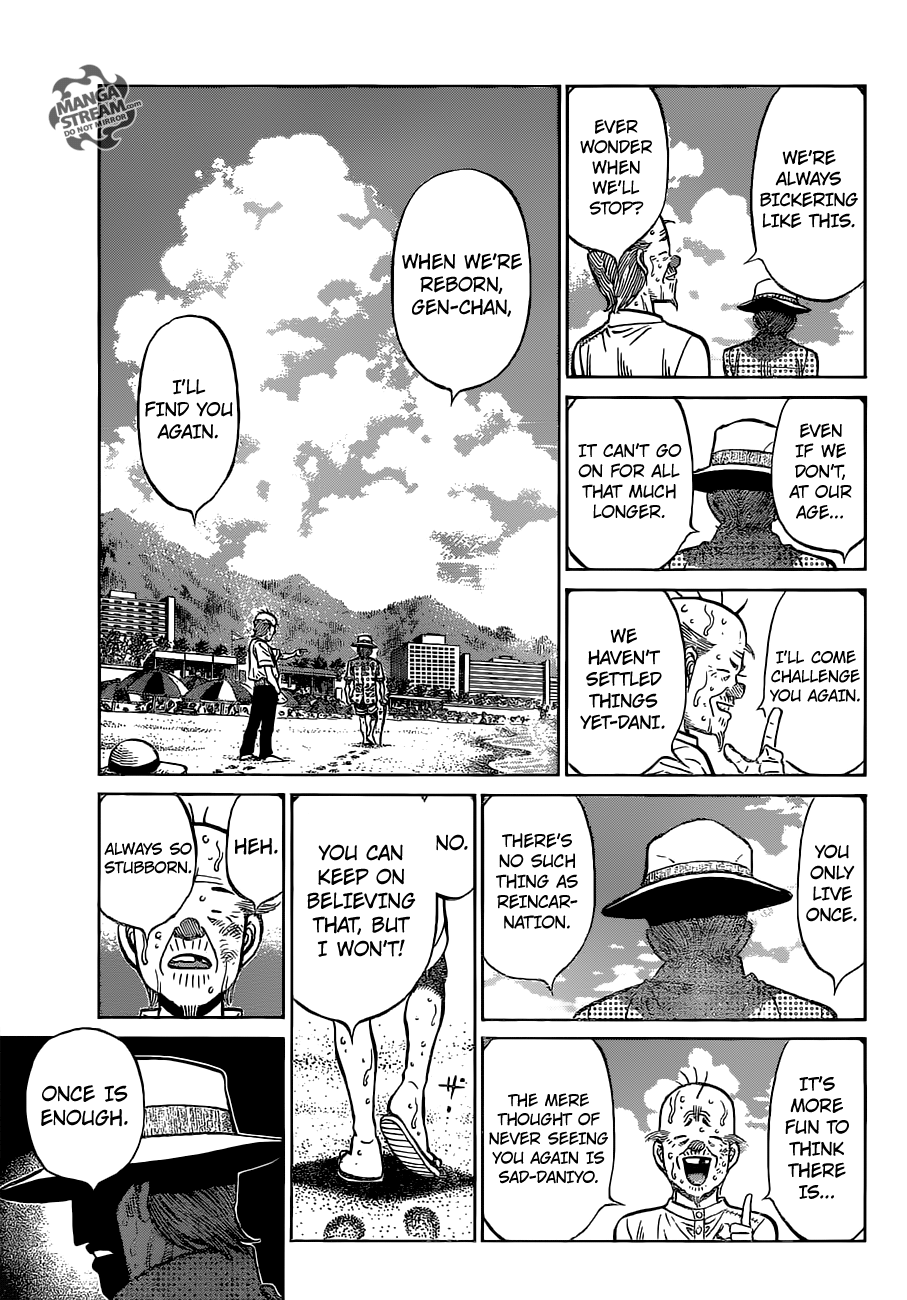 MANGA
STREAM.com
DO NOT MIRROR
WE'RE
ALWAYS
BICKERING
LIKE THIS.
EVER
WONDER
WHEN
WE'LL
STOP?
EVEN
IF WE
DON'T,
AT OUR
AGE...
IT CAN'T GO
ON FOR ALL
THAT MUCH
LONGER.
I'LL COME
CHALLENGE
YOU AGAIN.
WE
HAVEN'T
SETTLED
THINGS
YET-DANI.
WHEN WE'RE
REBORN,
GEN-CHAN,
I'LL
FIND YOU
AGAIN.
YOU
ONLY
LIVE
ONCE.
THERE'S
NO SUCH
THING AS
REINCAR-
NATION.
IT'S
MORE
FUN TO
THINK
THERE
IS...
THE MERE
THOUGHT OF
NEVER SEEING
YOU AGAIN IS
SAD-DANIYO.
NO.
YOU CAN
KEEP ON
BELIEVING
THAT, BUT
I WON'T!
HEH.
ALWAYS SO
STUBBORN.
ONCE IS
ENOUGH.